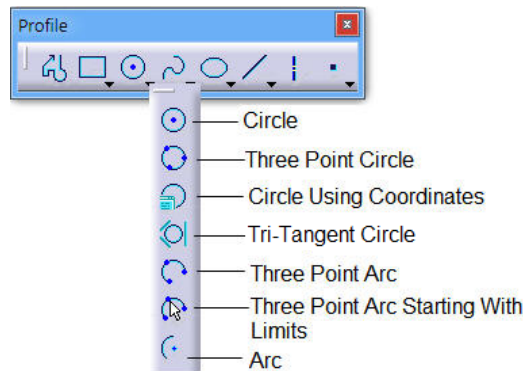 Profile
Circle
Three Point Circle
Circle Using Coordinates
Tri-Tangent Circle
Three Point Arc
Three Point Arc Starting With
Limits
Arc